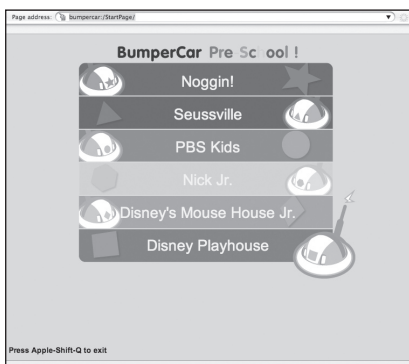 Page address: bumpercar://StartPage/
BumperCar Pre School !
Noggin!
Seussville
PBS Kids
Nick Jr.
Disney's Mouse House Jr.
Disney Playhouse
Press Apple-Shift-Q to exit